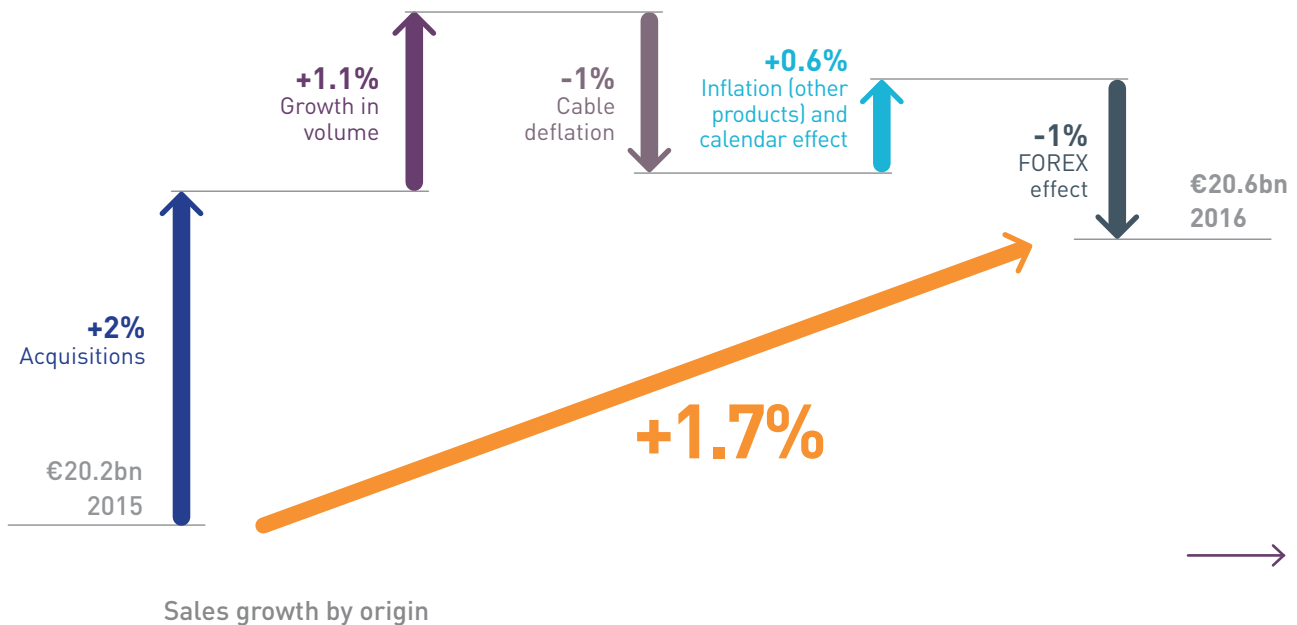 +1.1%
Growth in
volume
-1%
Cable
deflation
+0.6%
Inflation (other
products) and
calendar effect
-1%
FOREX
effect
€20.6bn
2016
+2%
Acquisitions
+1.7%
€20.2bn
2015
Sales growth by origin